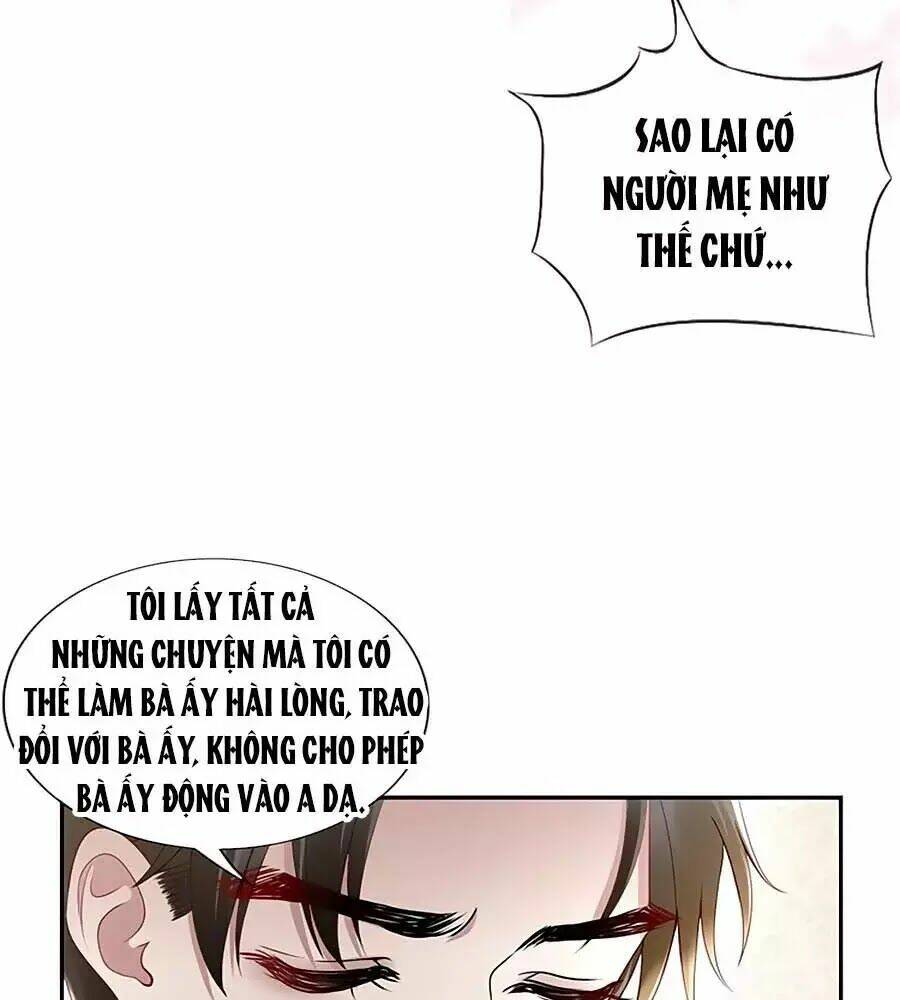 SAO LẠI CÓ
NGƯỜI MẸ NHƯ
THẾ CHỨ...
TÔI LẤY TẤT CẢ
NHỮNG CHUYỆN MÀ TÔI CÓ
THỂ LÀM BÀ ẤY HÀI LÒNG, TRAO
ĐỔI VỚI BÀ ẤY, KHÔNG CHO PHÉP
BÀ ẤY ĐỘNG VÀO A DẠ.